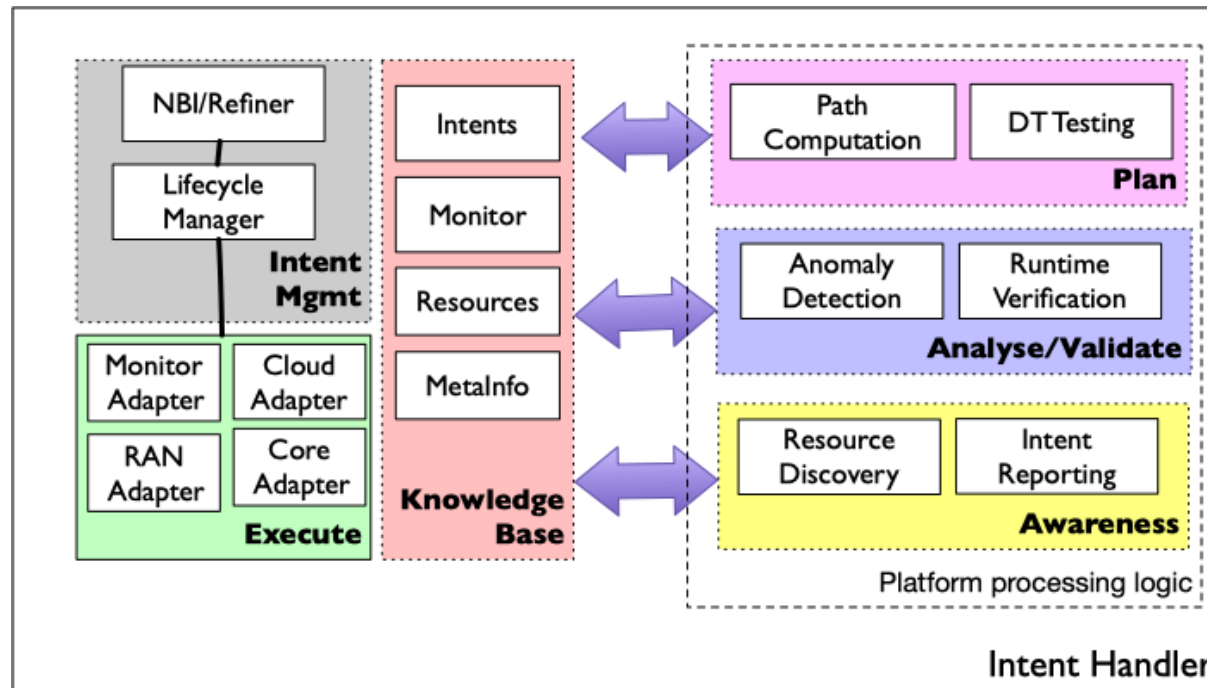 NBI/Refiner
Lifecycle
Manager
Intent
Mgmt
Monitor
Adapter
Cloud
Adapter
RAN
Adapter
Core
Adapter
Execute
Intents
Monitor
Resources
MetaInfo
Knowledge
Base
Path
Computation
DT Testing
Plan
Anomaly
Detection
Runtime
Verification
Analyse/Validate
Resource
Discovery
Intent
Reporting
Awareness
Platform processing logic
Intent Handler